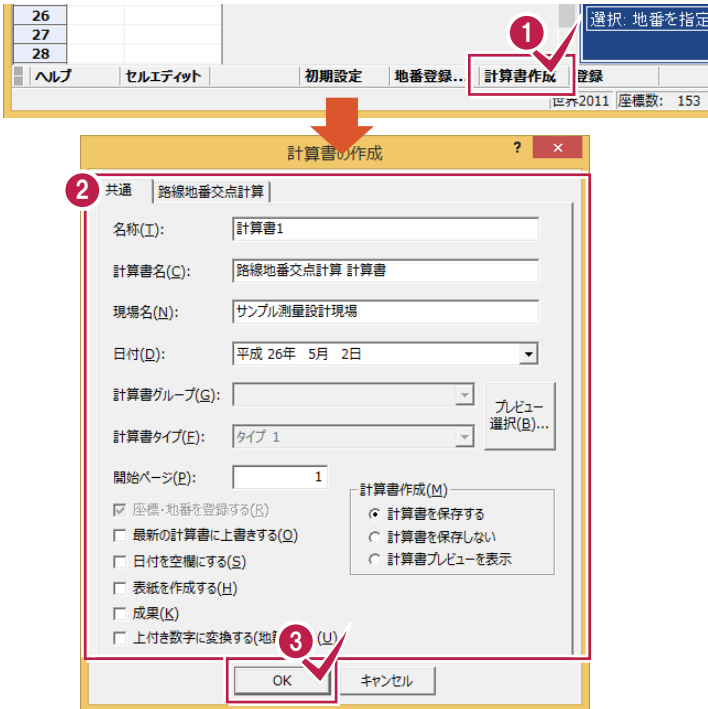 26
27
28
選択: 地番を指定
1
ヘルプ セルエディット 初期設定 地番登録... 計算書作成 登録
世界2011 座標数: 153
計算書の作成 ? ×
2
共通 路線地番交点計算
名称(T): 計算書1
計算書名(C): 路線地番交点計算 計算書
現場名(N): サンプル測量設計現場
日付(D): 平成 26年 5月 2日
計算書グループ(G):
プレビュー
選択(B)...
計算書タイプ(F): タイプ 1
開始ページ(P): 1
計算書作成(M)
座標・地番を登録する(R)
計算書を保存する
最新の計算書に上書きする(O)
計算書を保存しない
日付を空欄にする(S)
計算書プレビューを表示
表紙を作成する(H)
成果(K)
上付き数字に変換する(地 (U)
3
OK キャンセル